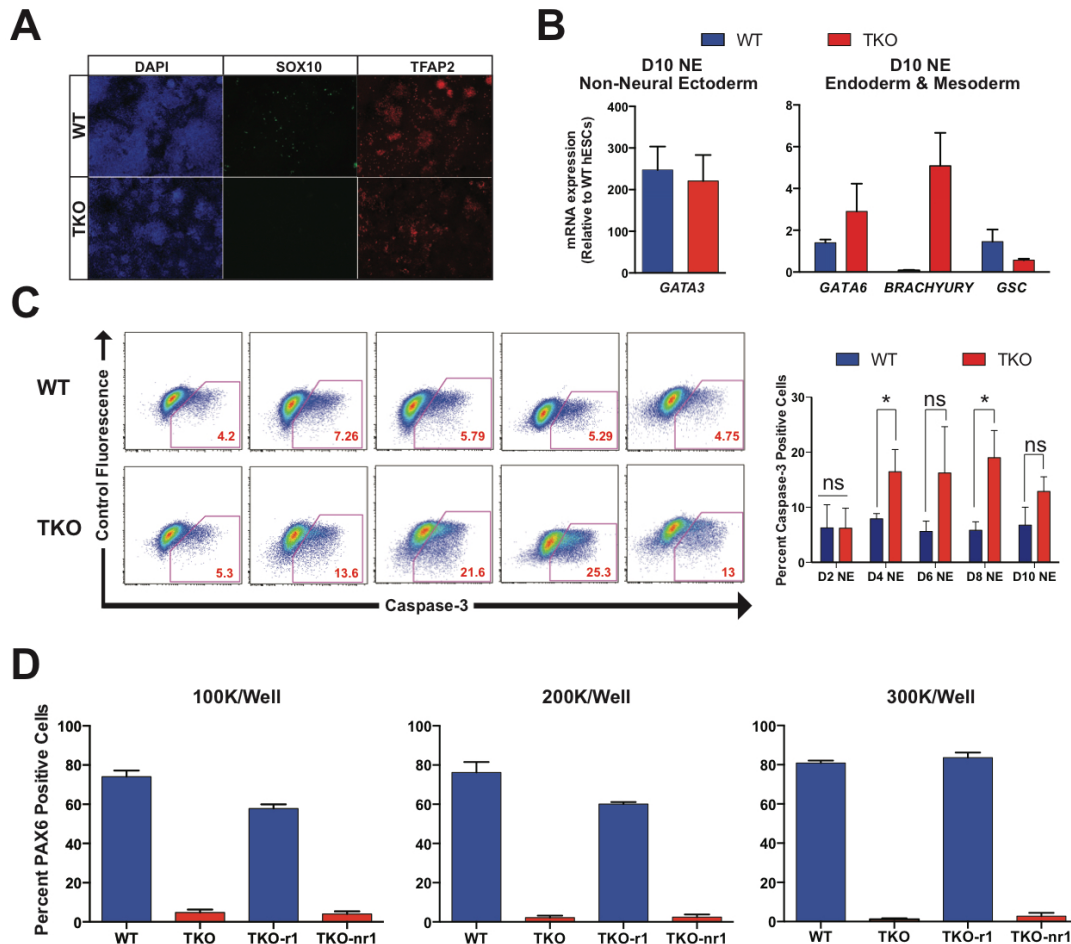 A
DAPI SOX10 TFAP2
WT
TKO
B
WT TKO
D10 NE
Non-Neural Ectoderm
D10 NE
Endoderm & Mesoderm
mRNA expression
(Relative to WT hESCs)
400
300
200
100
0
GATA3
8
6
4
2
0
GATA6 BRACHYURY GSC
C
WT
4.2 7.26 5.79 5.29 4.75
TKO
5.3 13.6 21.6 25.3 13
Control Fluorescence
Caspase-3
WT TKO
Percent Caspase-3 Positive Cells
30
20
10
0
ns * ns * ns
D2 NE D4 NE D6 NE D8 NE D10 NE
D
100K/Well
Percent PAX6 Positive Cells
100
80
60
40
20
0
WT TKO TKO-r1 TKO-nr1
200K/Well
100
80
60
40
20
0
WT TKO TKO-r1 TKO-nr1
300K/Well
100
80
60
40
20
0
WT TKO TKO-r1 TKO-nr1